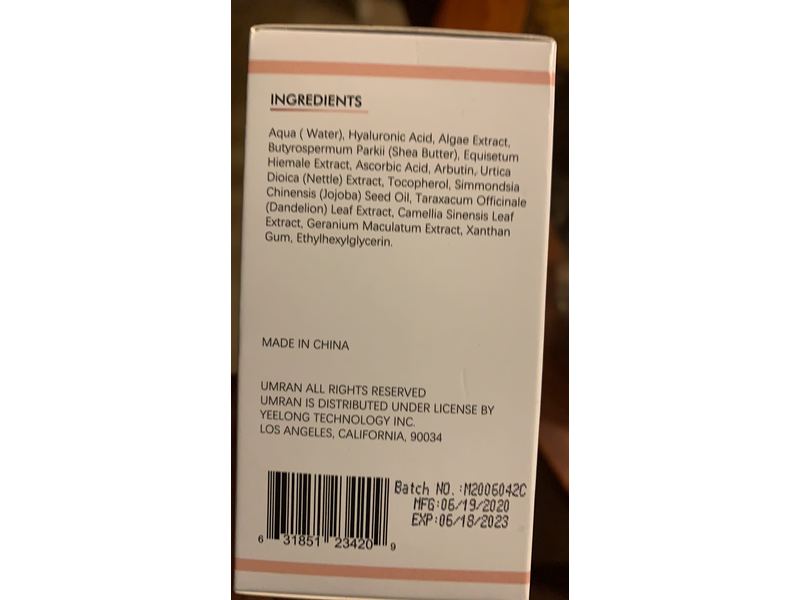 INGREDIENTS
Aqua ( Water), Hyaluronic Acid, Algae Extract,
Butyrospermum Parkii (Shea Butter), Equisetum
Hiemale Extract, Ascorbic Acid, Arbutin, Urtica
Dioica (Nettle) Extract, Tocopherol, Simmondsia
Chinensis (Jojoba) Seed Oil, Taraxacum Officinale
(Dandelion) Leaf Extract, Camellia Sinensis Leaf
Extract, Geranium Maculatum Extract, Xanthan
Gum, Ethylhexylglycerin.
MADE IN CHINA
UMRAN ALL RIGHTS RESERVED
UMRAN IS DISTRIBUTED UNDER LICENSE BY
YEELONG TECHNOLOGY INC.
LOS ANGELES, CALIFORNIA, 90034
Batch NO.:M2006042C
MFG:06/19/2020
EXP:06/18/2023
6 31851 23420 9